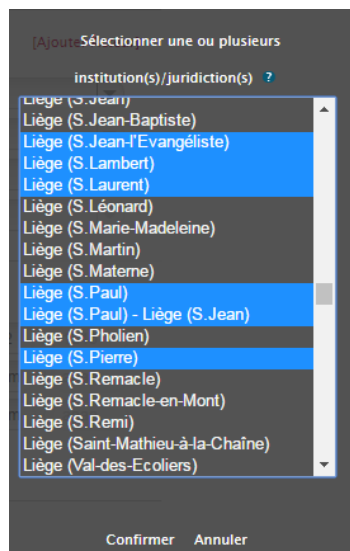 [Ajoute
Sélectionner une ou plusieurs
institution(s)/juridiction(s) ?
Liège (S.Jean)
Liège (S.Jean-Baptiste)
Liège (S.Jean-l'Evangéliste)
Liège (S.Lambert)
Liège (S.Laurent)
Liège (S.Léonard)
Liège (S.Marie-Madeleine)
Liège (S.Martin)
Liège (S.Materne)
Liège (S.Paul)
Liège (S.Paul) - Liège (S.Jean)
Liège (S.Pholien)
Liège (S.Pierre)
Liège (S.Remacle)
Liège (S.Remacle-en-Mont)
Liège (S.Remi)
Liège (Saint-Mathieu-à-la-Chaîne)
Liège (Val-des-Ecoliers)
Confirmer Annuler